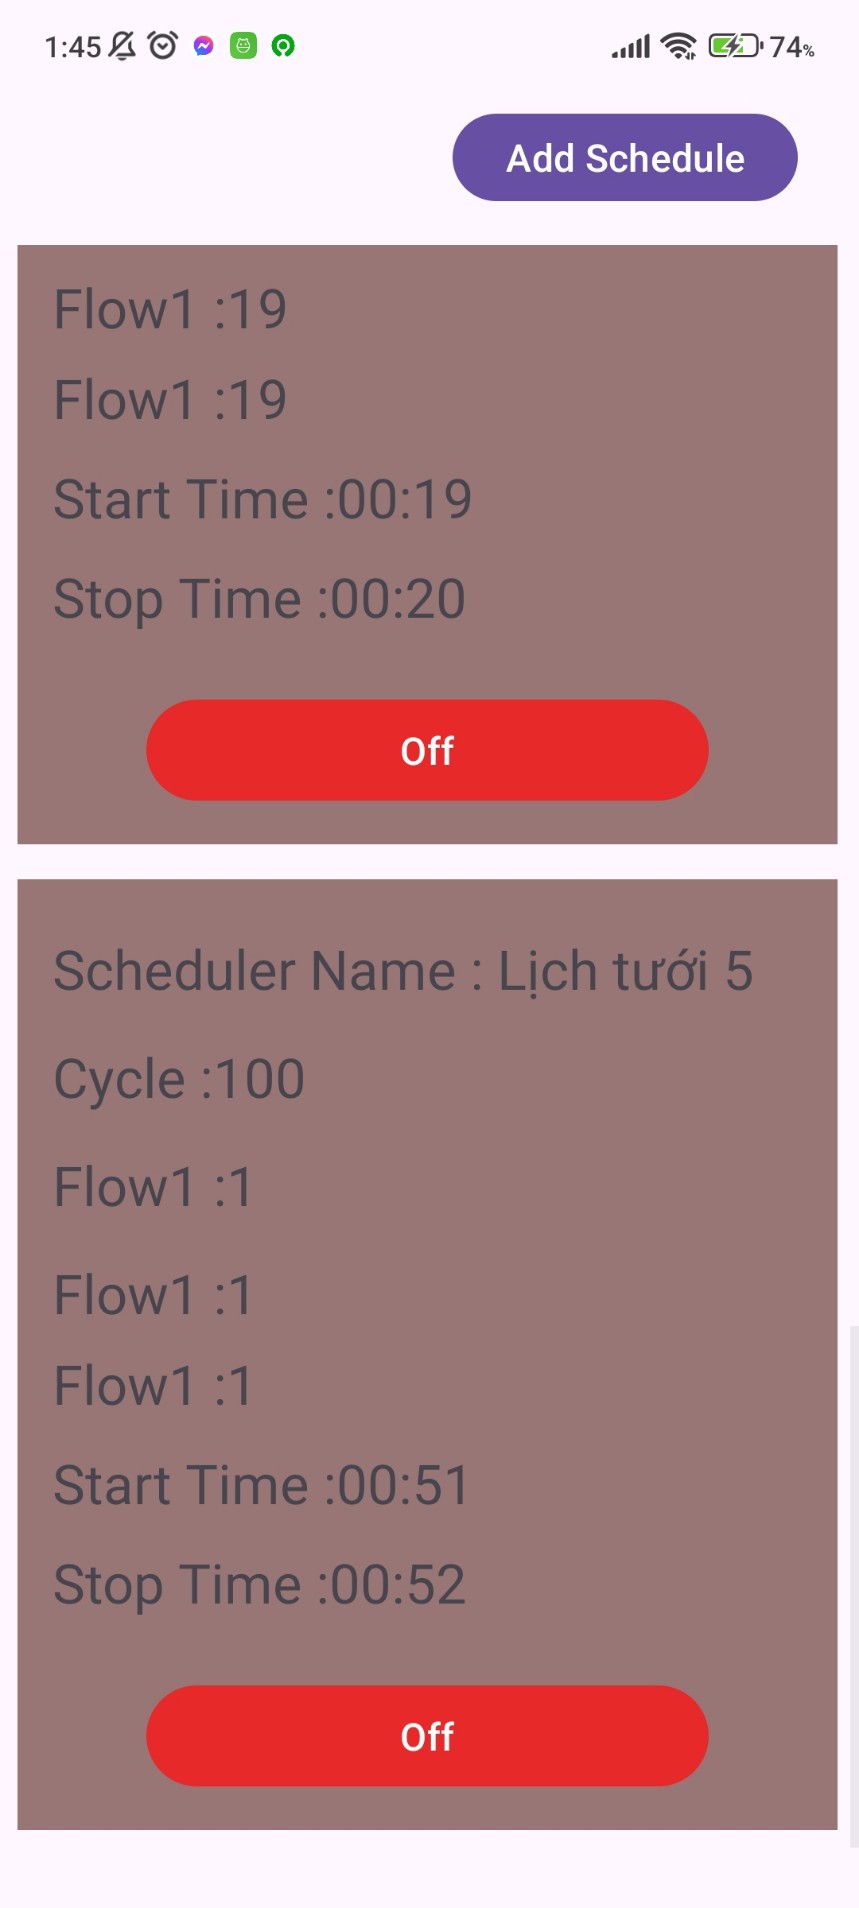 1:45 74%
Add Schedule
Flow1 :19
Flow1 :19
Start Time :00:19
Stop Time :00:20
Off
Scheduler Name : Lịch tưới 5
Cycle :100
Flow1 :1
Flow1 :1
Flow1 :1
Start Time :00:51
Stop Time :00:52
Off